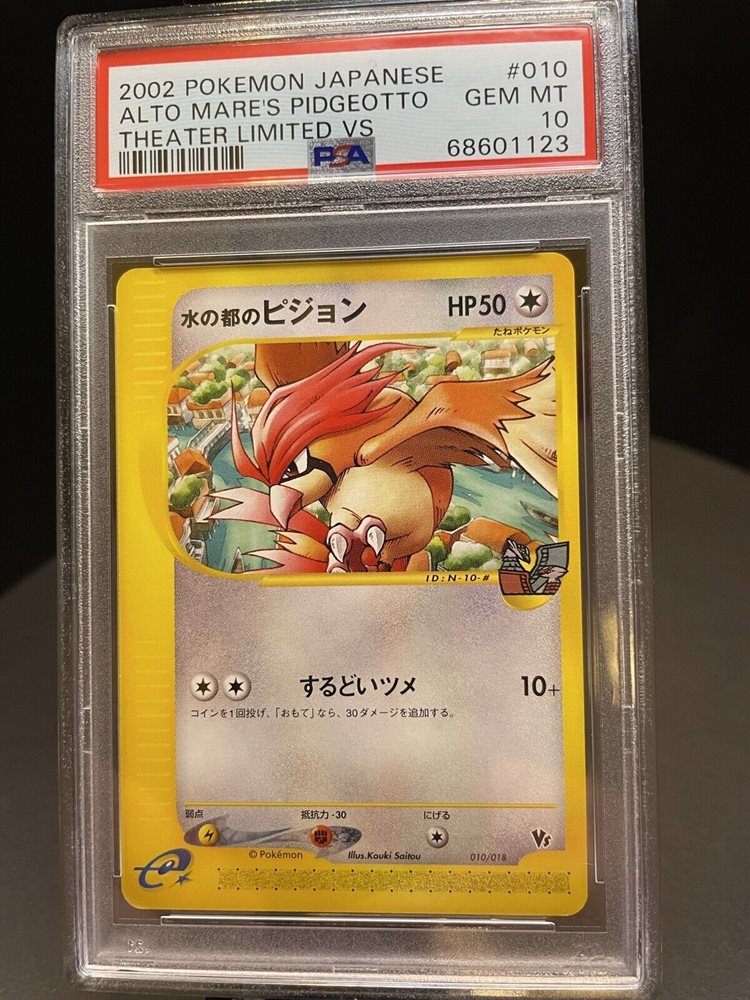 2002 POKEMON JAPANESE #010
ALTO MARE'S PIDGEOTTO GEM MT
THEATER LIMITED VS 10
PSA 68601123
水の都のピジョン HP50
たねポケモン
ID:N-10-#
するどいツメ 10+
コインを1回投げ、「おもて」なら、30ダメージを追加する。
弱点 抵抗力 -30 にげる
© Pokémon Illus.Kouki Saitou 010/018 Vs
e